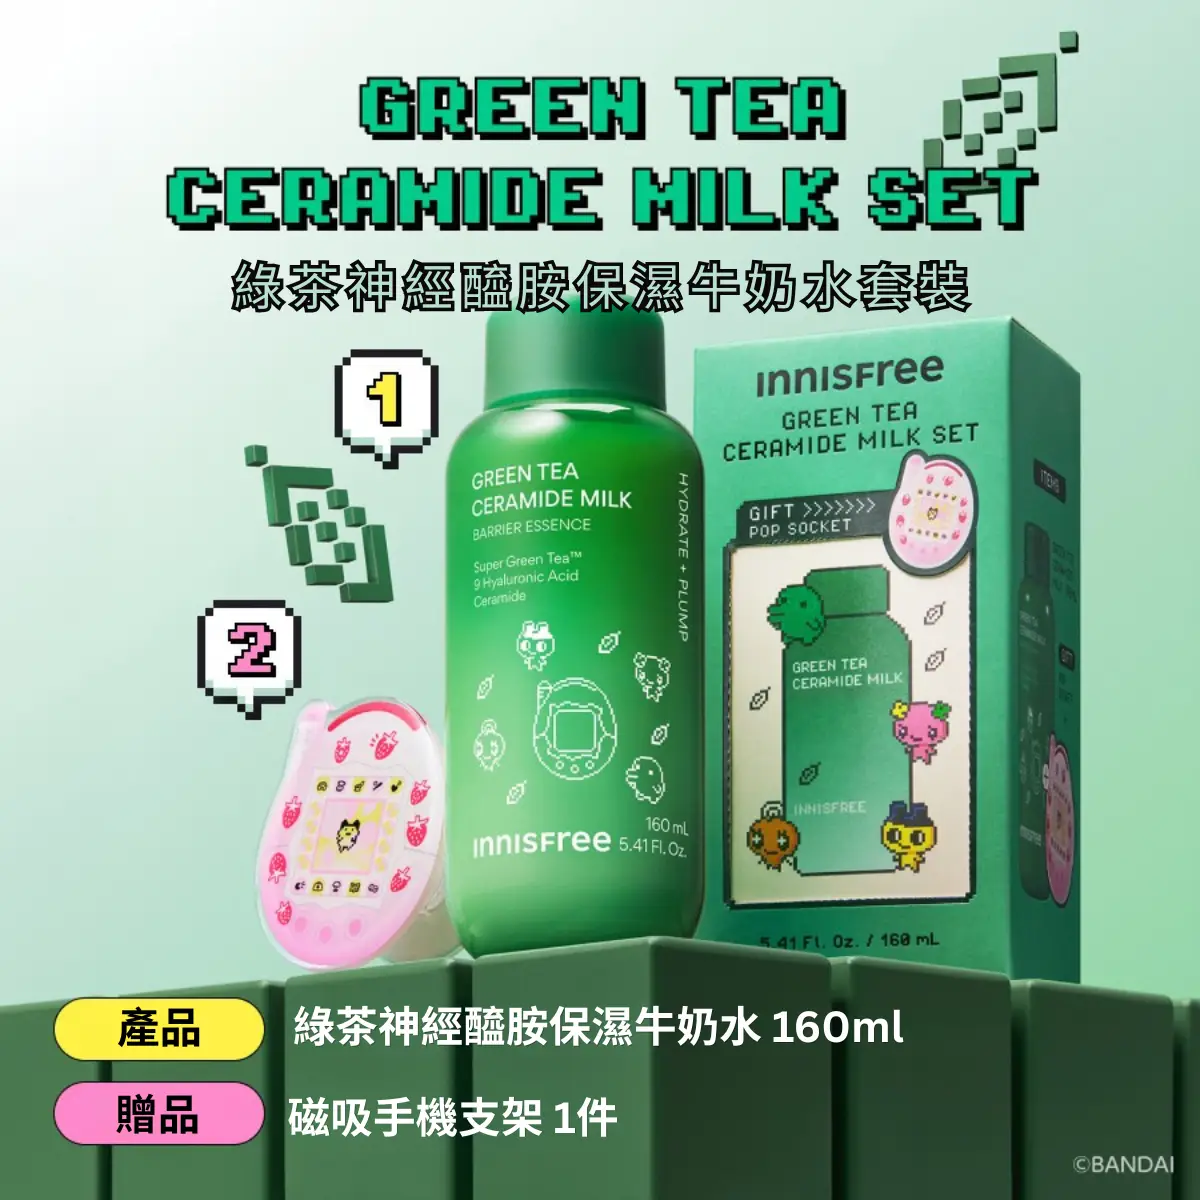 GREEN TEA
CERAMIDE MILK SET
綠茶神經醯胺保濕牛奶水套裝
1
2
GREEN TEA
CERAMIDE MILK
BARRIER ESSENCE
Super Green Tea™
9 Hyaluronic Acid
Ceramide
HYDRATE + PLUMP
160 mL
INNISFree 5.41 Fl. Oz.
INNISFree
GREEN TEA
CERAMIDE MILK SET
GIFT >>>>>>>
POP SOCKET
GREEN TEA
CERAMIDE MILK
INNISFREE
5.41 Fl. Oz. / 160 mL
ITEMS
產品
綠茶神經醯胺保濕牛奶水 160ml
贈品
磁吸手機支架 1件
©BANDAI